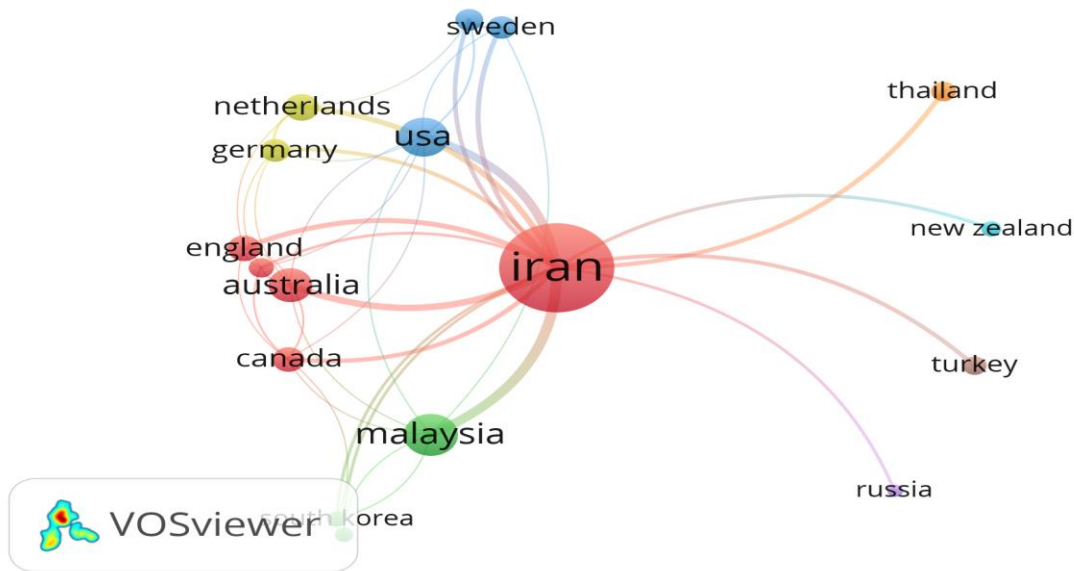 sweden
thailand
netherlands
usa
germany
new zealand
england
iran
australia
canada
turkey
malaysia
russia
south korea
VOSviewer